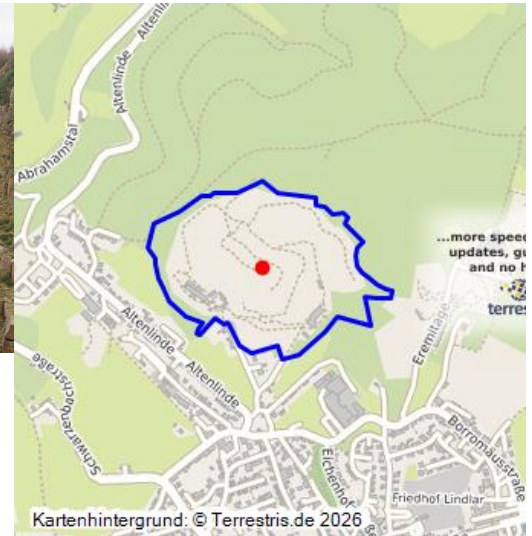 Altenlinde
Altenlinde
Abrahamstal
...more speed
updates, gu
and no h
terres
Altenlinde
Altenlinde
Eremitage
Schwarzenbachstraße
Borromäusstraße
Eichenhof
Friedhof Lindlar
Kartenhintergrund: © Terrestris.de 2026